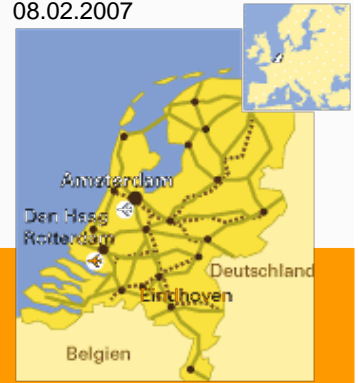 08.02.2007
Amsterdam
Den Haag
Rotterdam
Deutschland
Eindhoven
Belgien